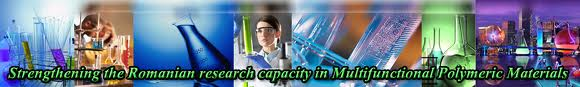 Strengthening the Romanian research capacity in Multifunctional Polymeric Materials